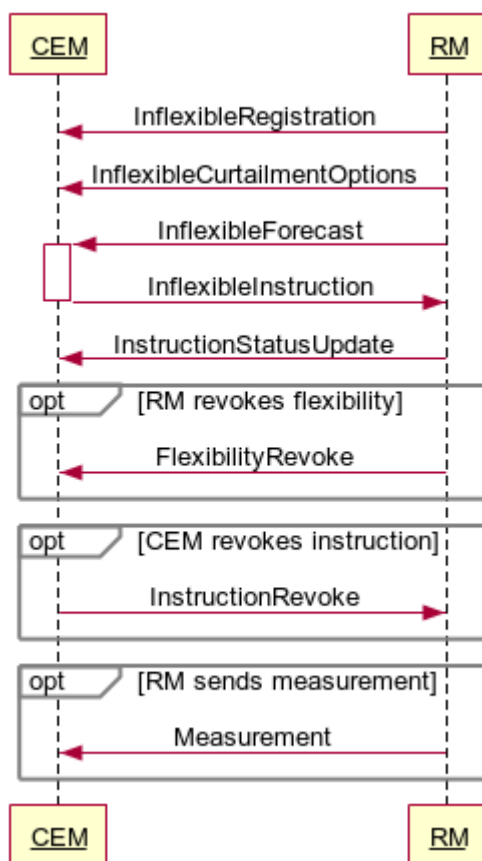 CEM RM
InflexibleRegistration
InflexibleCurtailmentOptions
InflexibleForecast
InflexibleInstruction
InstructionStatusUpdate
opt [RM revokes flexibility]
FlexibilityRevoke
opt [CEM revokes instruction]
InstructionRevoke
opt [RM sends measurement]
Measurement
CEM RM